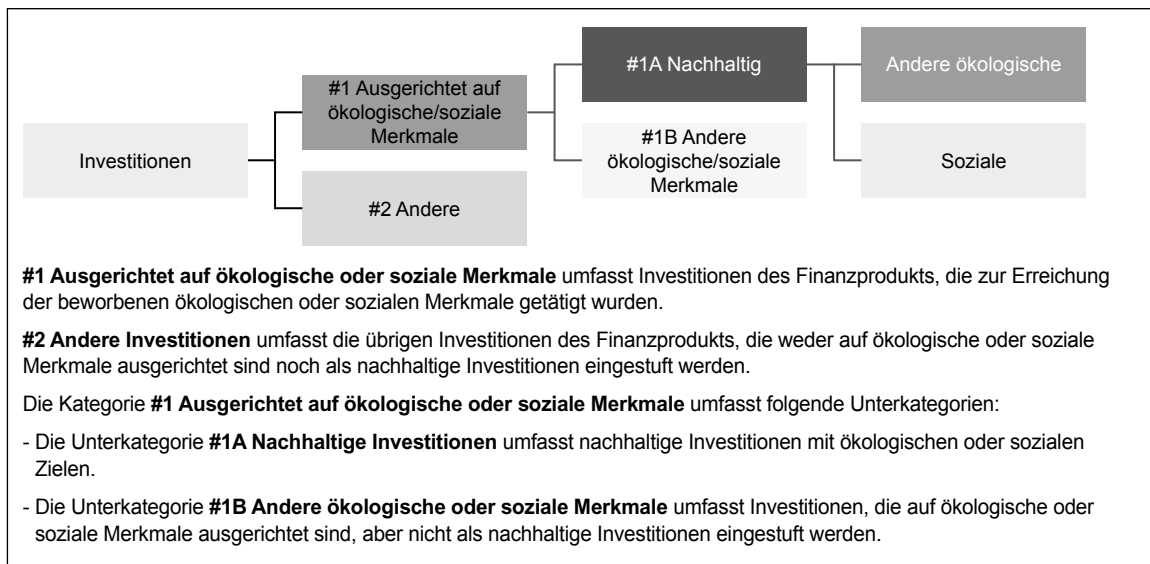 #1A Nachhaltig
Andere ökologische
#1 Ausgerichtet auf
ökologische/soziale
Merkmale
Investitionen
#1B Andere
ökologische/soziale
Merkmale
Soziale
#2 Andere
#1 Ausgerichtet auf ökologische oder soziale Merkmale umfasst Investitionen des Finanzprodukts, die zur Erreichung
der beworbenen ökologischen oder sozialen Merkmale getätigt wurden.
#2 Andere Investitionen umfasst die übrigen Investitionen des Finanzprodukts, die weder auf ökologische oder soziale
Merkmale ausgerichtet sind noch als nachhaltige Investitionen eingestuft werden.
Die Kategorie #1 Ausgerichtet auf ökologische oder soziale Merkmale umfasst folgende Unterkategorien:
- Die Unterkategorie #1A Nachhaltige Investitionen umfasst nachhaltige Investitionen mit ökologischen oder sozialen
Zielen.
- Die Unterkategorie #1B Andere ökologische oder soziale Merkmale umfasst Investitionen, die auf ökologische oder
soziale Merkmale ausgerichtet sind, aber nicht als nachhaltige Investitionen eingestuft werden.